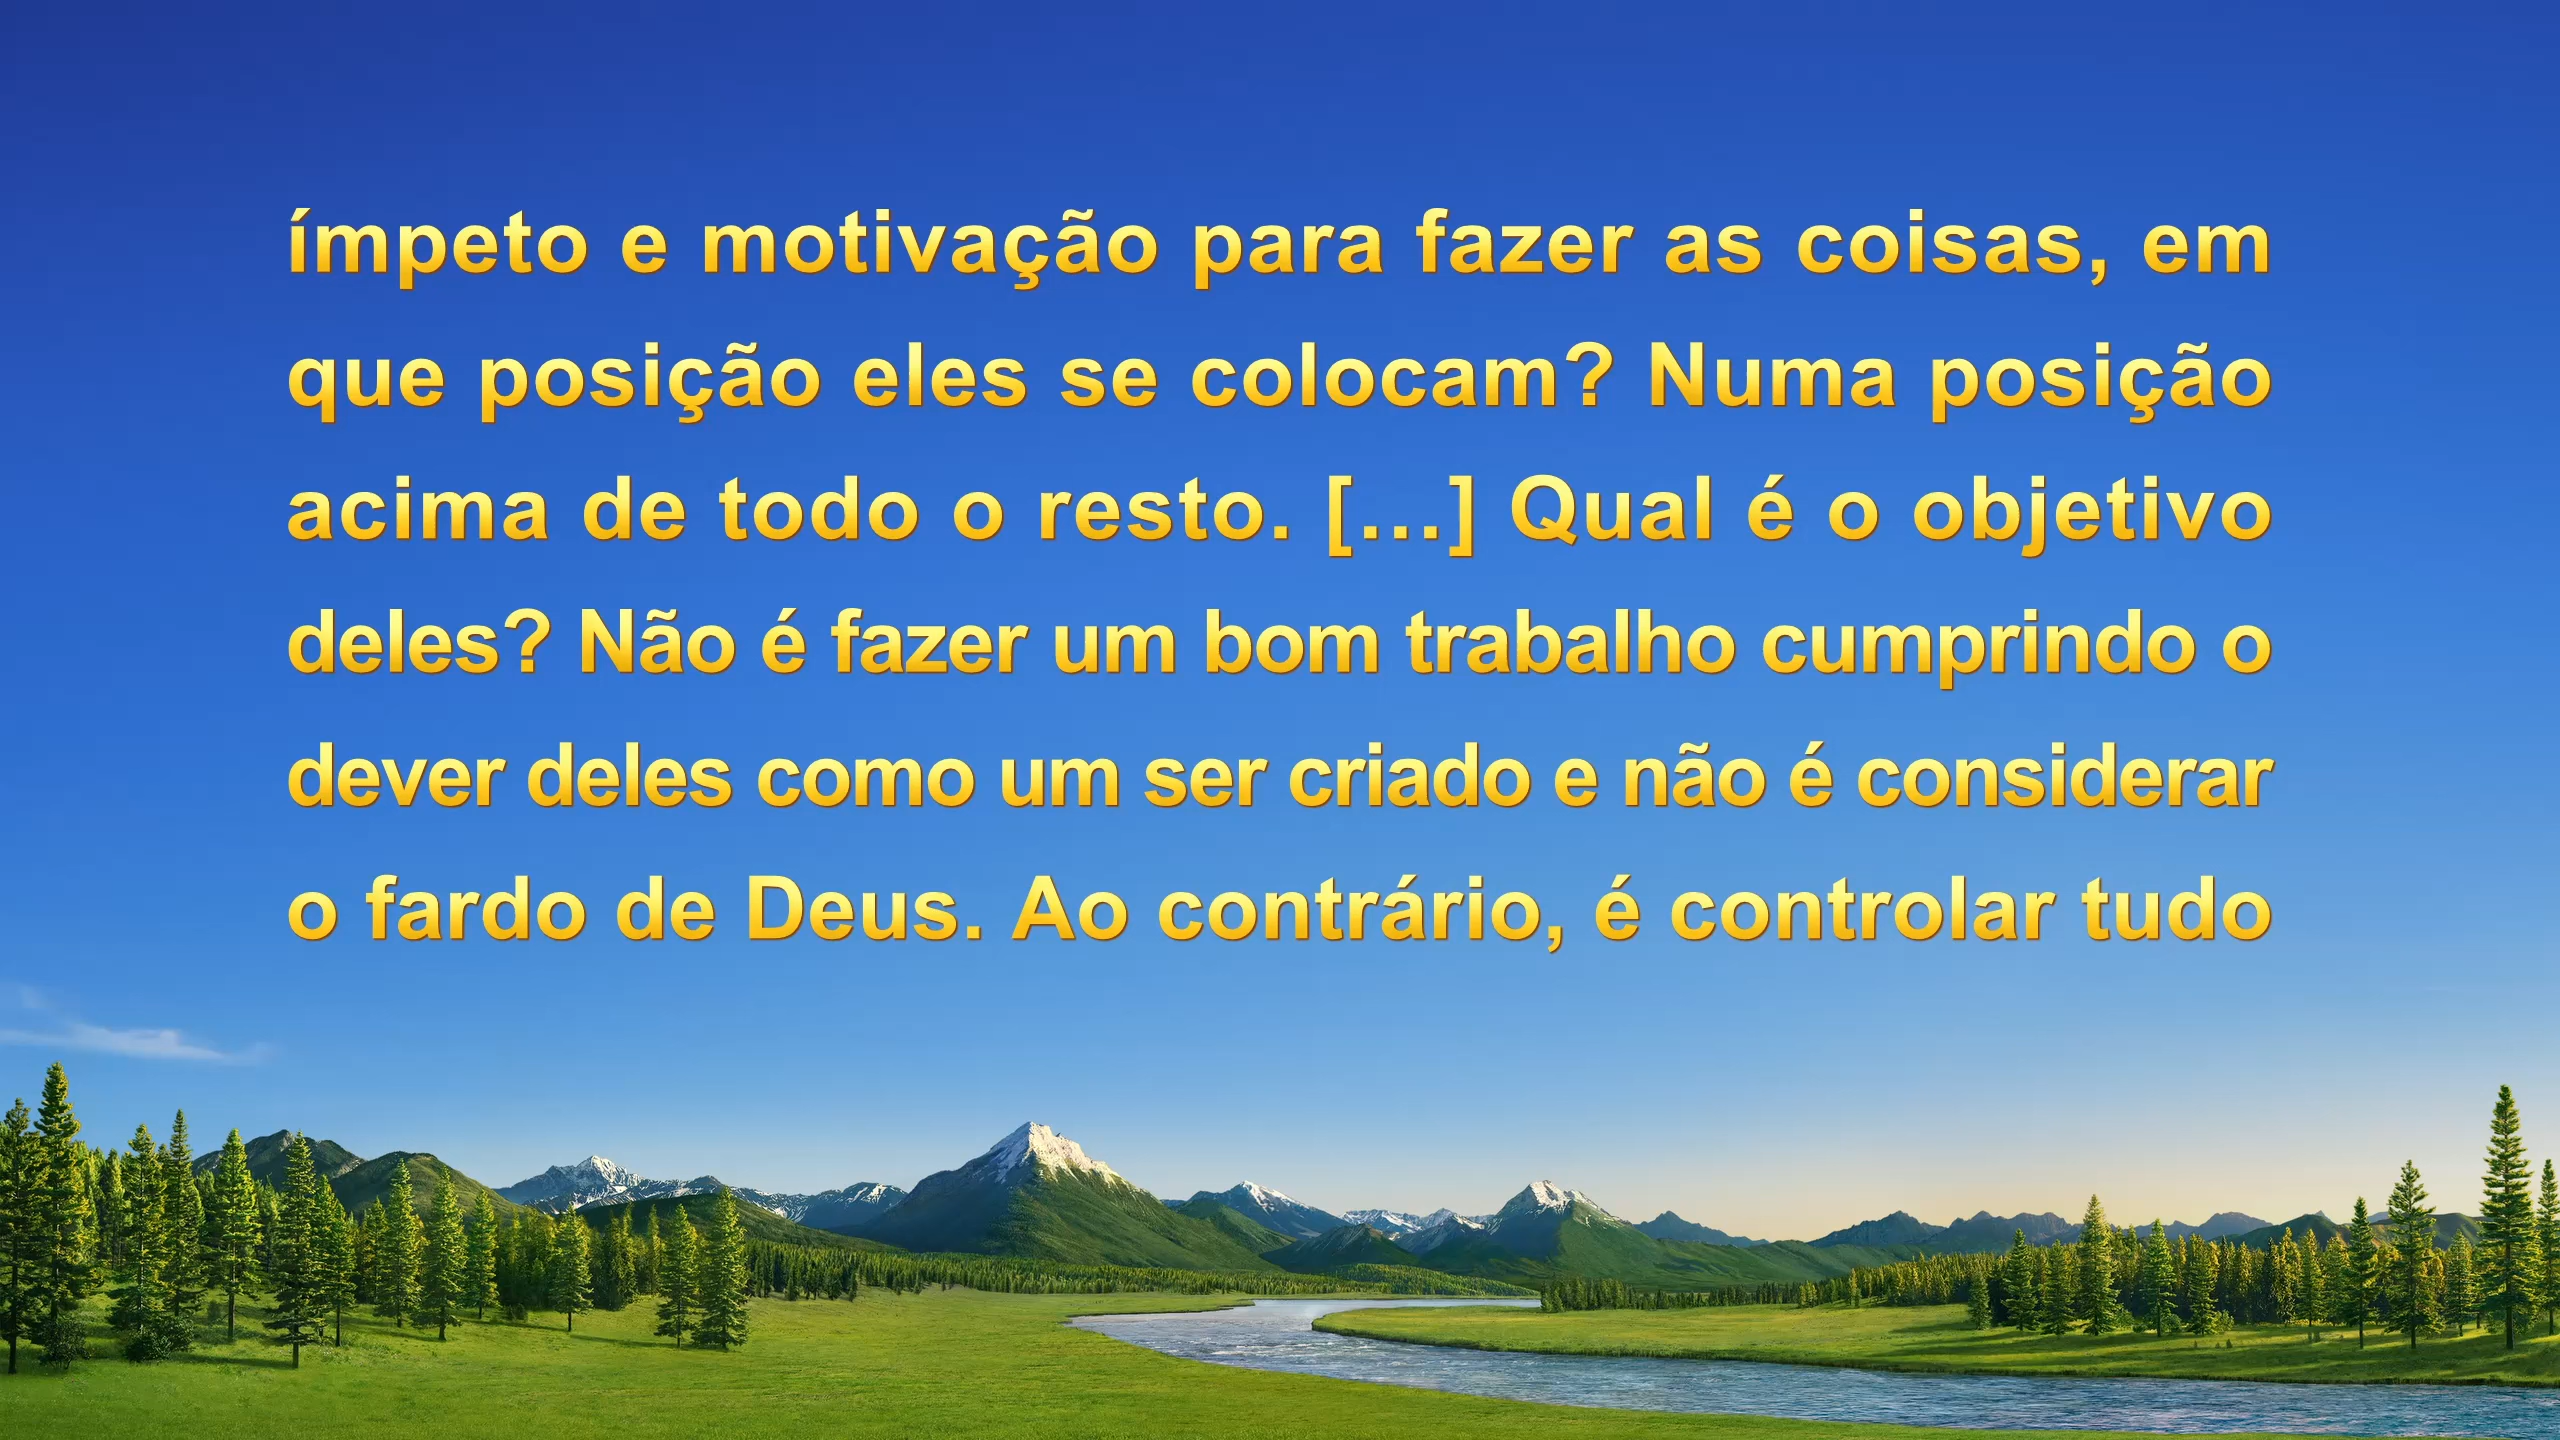 ímpeto e motivação para fazer as coisas, em
que posição eles se colocam? Numa posição
acima de todo o resto. […] Qual é o objetivo
deles? Não é fazer um bom trabalho cumprindo o
dever deles como um ser criado e não é considerar
o fardo de Deus. Ao contrário, é controlar tudo